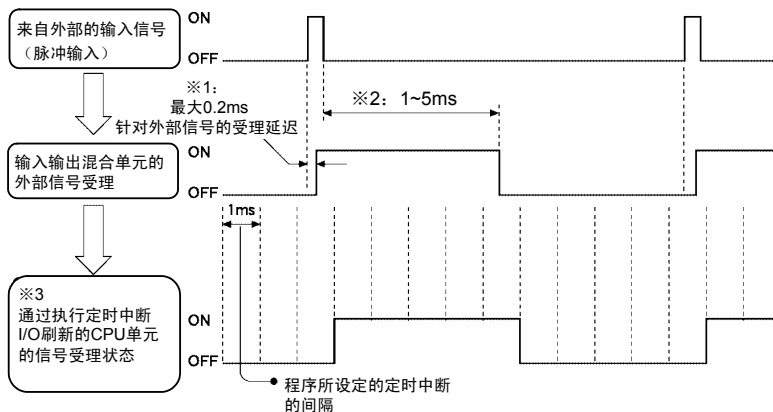 来自外部的输入信号
（脉冲输入）
ON
OFF
※1：
最大0.2ms
针对外部信号的受理延迟
※2：1~5ms
输入输出混合单元的
外部信号受理
ON
OFF
1ms
※3
通过执行定时中断
I/O刷新的CPU单元
的信号受理状态
ON
OFF
程序所设定的定时中断
的间隔